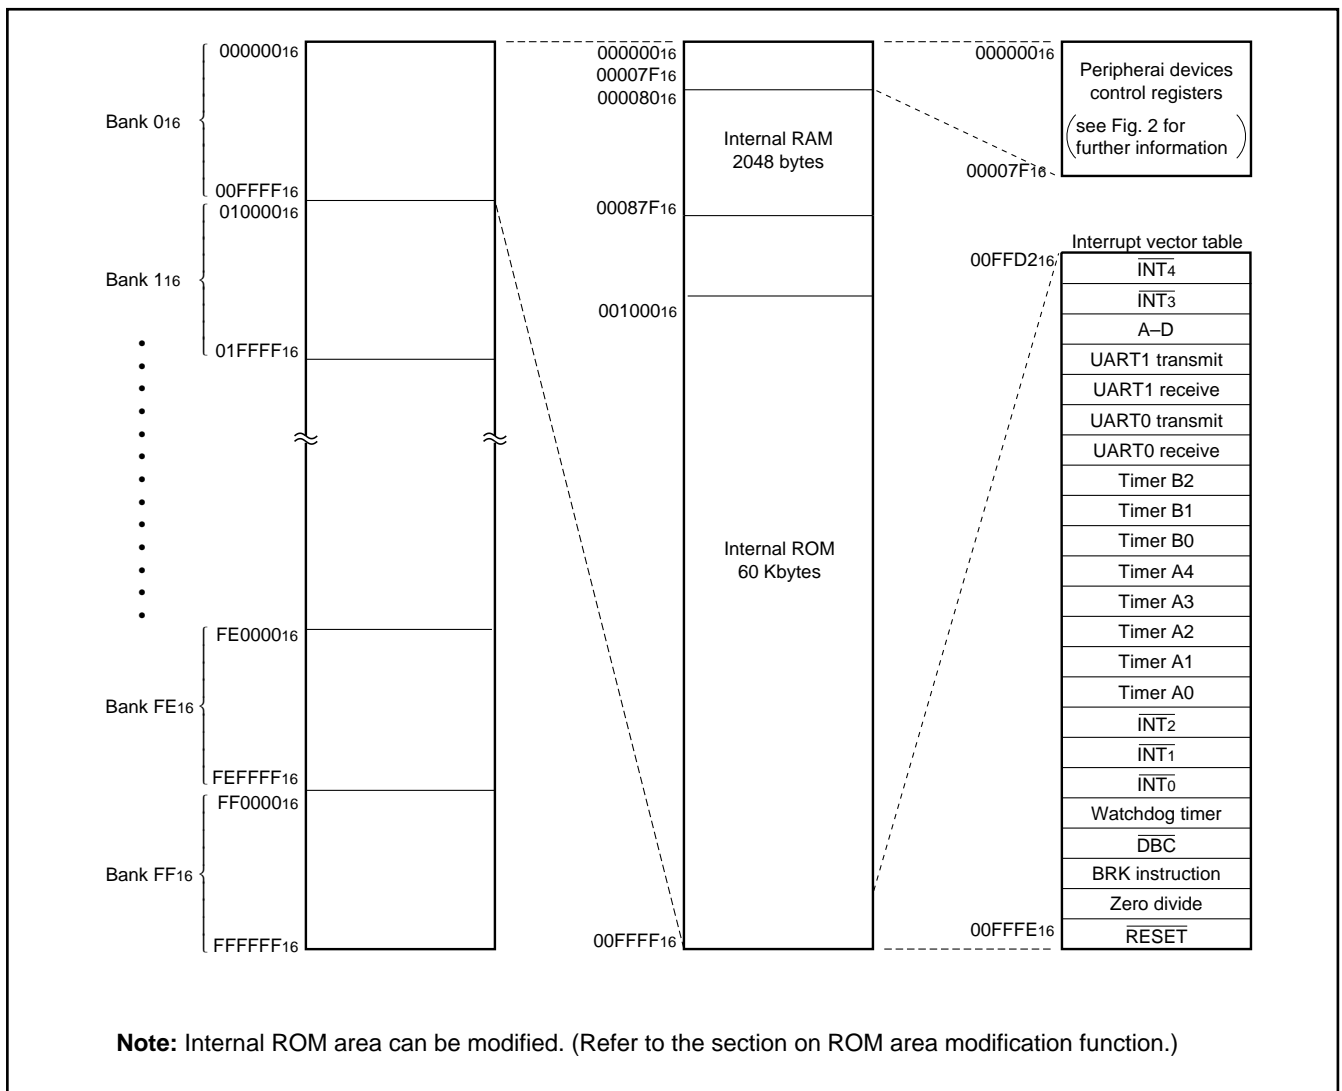 000000₁₆
Bank 0₁₆
00FFFF₁₆
010000₁₆
Bank 1₁₆
01FFFF₁₆
FE0000₁₆
Bank FE₁₆
FEFFFF₁₆
FF0000₁₆
Bank FF₁₆
FFFFFF₁₆
000000₁₆
00007F₁₆
000080₁₆
Internal RAM
2048 bytes
00087F₁₆
001000₁₆
Internal ROM
60 Kbytes
00FFFF₁₆
000000₁₆
Peripherai devices
control registers
(see Fig. 2 for
further information)
00007F₁₆
Interrupt vector table
00FFD2₁₆
INT4
INT3
A–D
UART1 transmit
UART1 receive
UART0 transmit
UART0 receive
Timer B2
Timer B1
Timer B0
Timer A4
Timer A3
Timer A2
Timer A1
Timer A0
INT2
INT1
INT0
Watchdog timer
DBC
BRK instruction
Zero divide
00FFFE₁₆
RESET
Note: Internal ROM area can be modified. (Refer to the section on ROM area modification function.)